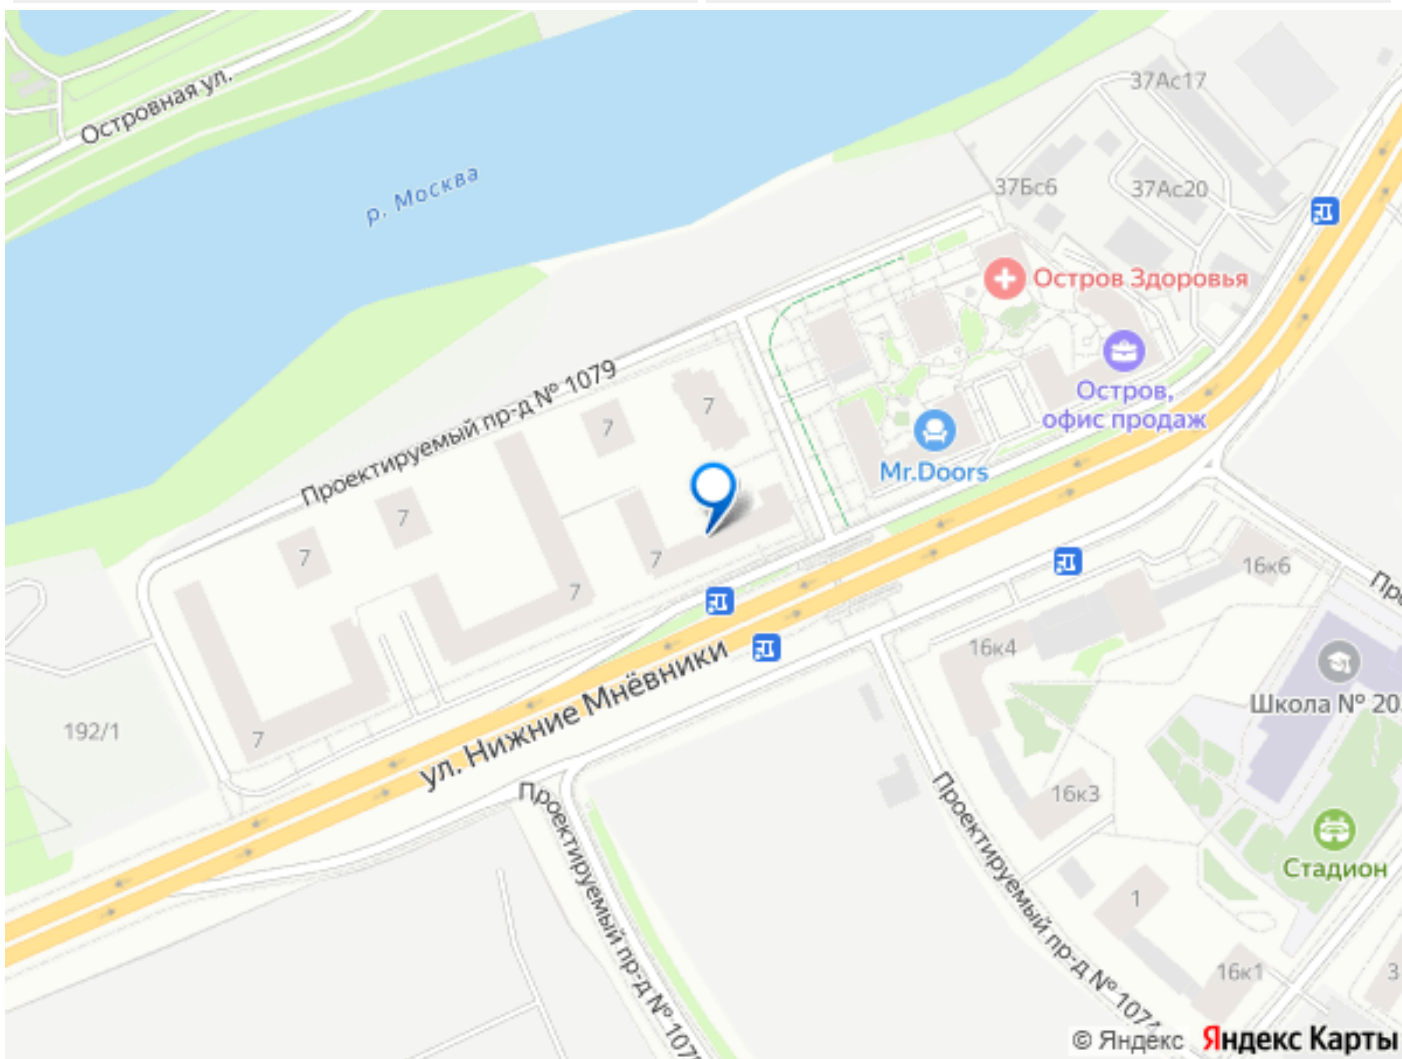 Островная ул.
37Ас17
р. Москва
37Бс6
37Ас20
Остров Здоровья
Остров,
офис продаж
Проектируемый пр-д № 1079
7
7
Mr.Doors
7
7
7
7
7
16к6
16к4
Школа № 20
ул. Нижние Мнёвники
192/1
16к3
Проектируемый пр-д № 107
Проектируемый пр-д № 1074
Стадион
1
16к1
3
© Яндекс Яндекс Карты